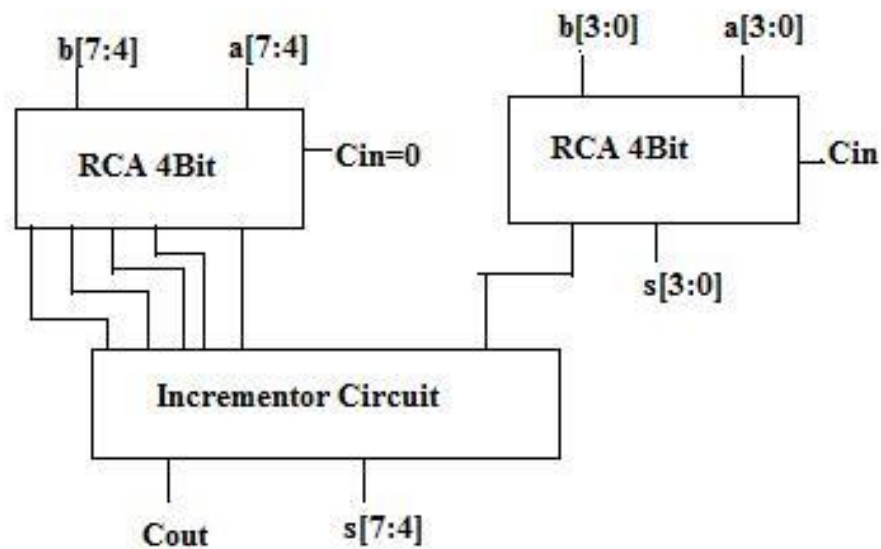 b[7:4]
a[7:4]
b[3:0]
a[3:0]
RCA 4Bit
Cin=0
RCA 4Bit
Cin
s[3:0]
Incrementor Circuit
Cout
s[7:4]